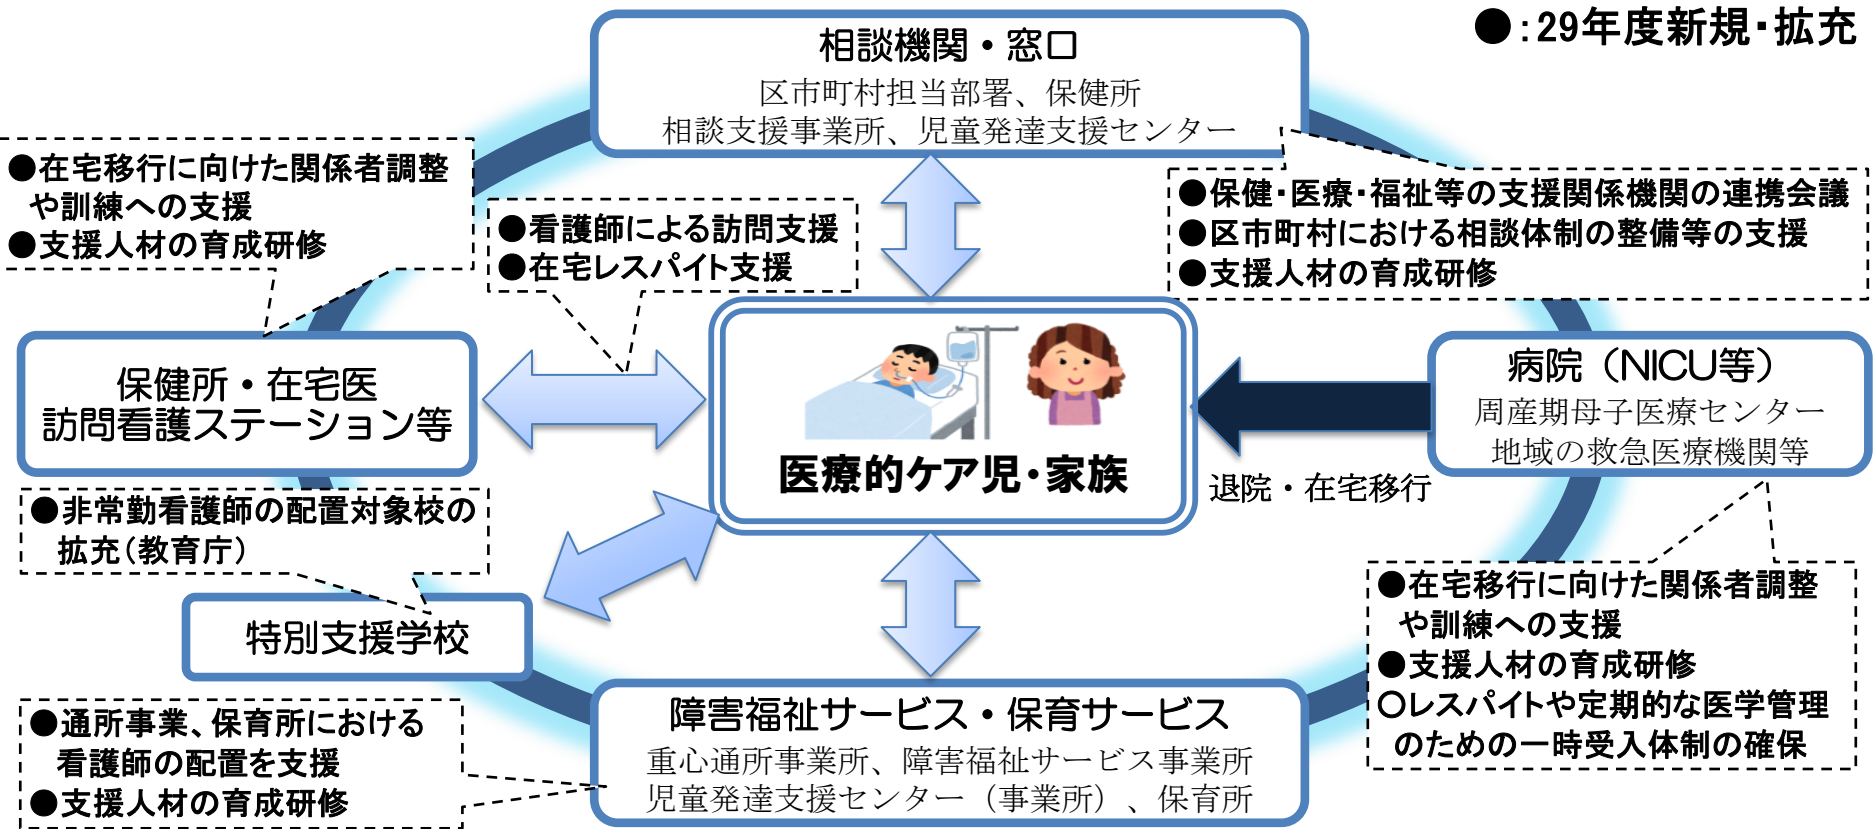 ●:29年度新規・拡充
相談機関・窓口
区市町村担当部署、保健所
相談支援事業所、児童発達支援センター
●在宅移行に向けた関係者調整
や訓練への支援
●支援人材の育成研修
●看護師による訪問支援
●在宅レスパイト支援
●保健・医療・福祉等の支援関係機関の連携会議
●区市町村における相談体制の整備等の支援
●支援人材の育成研修
保健所・在宅医
訪問看護ステーション等
医療的ケア児・家族
病院（NICU等）
周産期母子医療センター
地域の救急医療機関等
退院・在宅移行
●非常勤看護師の配置対象校の
拡充（教育庁）
特別支援学校
●在宅移行に向けた関係者調整
や訓練への支援
●支援人材の育成研修
○レスパイトや定期的な医学管理
のための一時受入体制の確保
●通所事業、保育所における
看護師の配置を支援
●支援人材の育成研修
障害福祉サービス・保育サービス
重心通所事業所、障害福祉サービス事業所
児童発達支援センター（事業所）、保育所